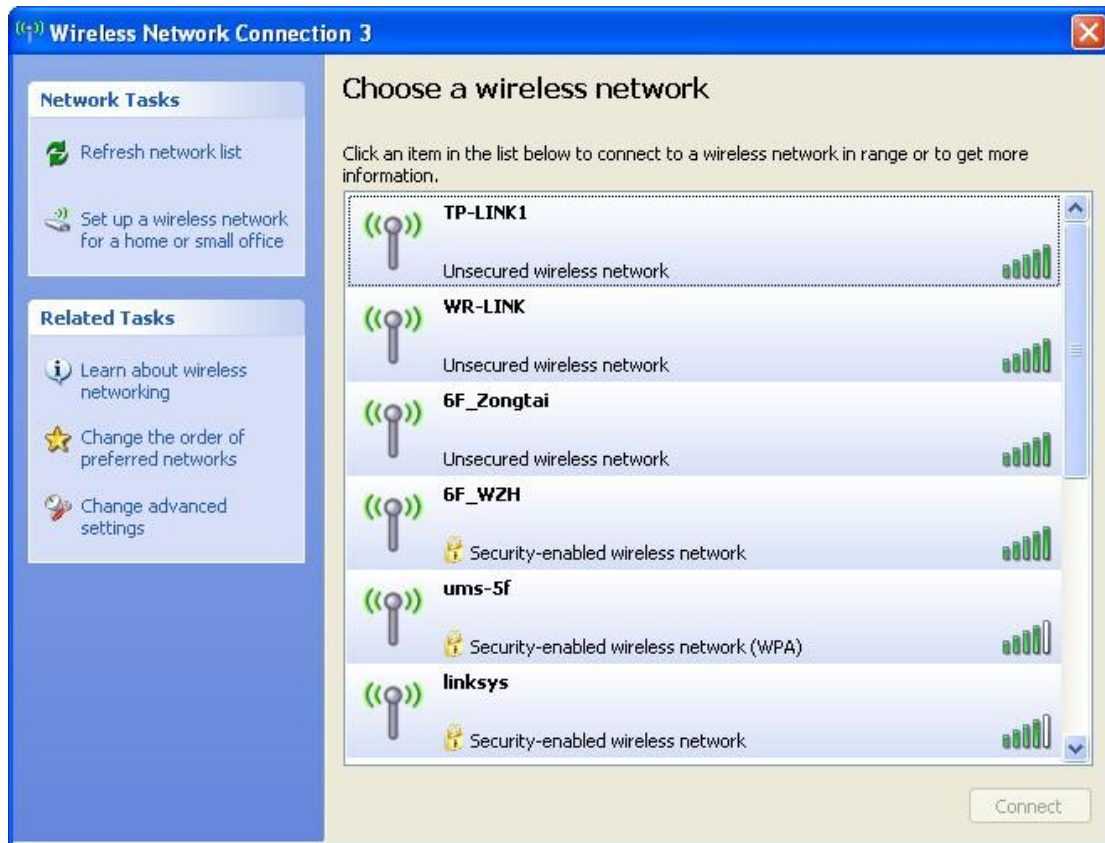 Wireless Network Connection 3
Network Tasks
Refresh network list
Set up a wireless network
for a home or small office
Related Tasks
Learn about wireless
networking
Change the order of
preferred networks
Change advanced
settings
Choose a wireless network
Click an item in the list below to connect to a wireless network in range or to get more
information.
TP-LINK1
Unsecured wireless network
WR-LINK
Unsecured wireless network
6F_Zongtai
Unsecured wireless network
6F_WZH
Security-enabled wireless network
ums-5f
Security-enabled wireless network (WPA)
linksys
Security-enabled wireless network
Connect